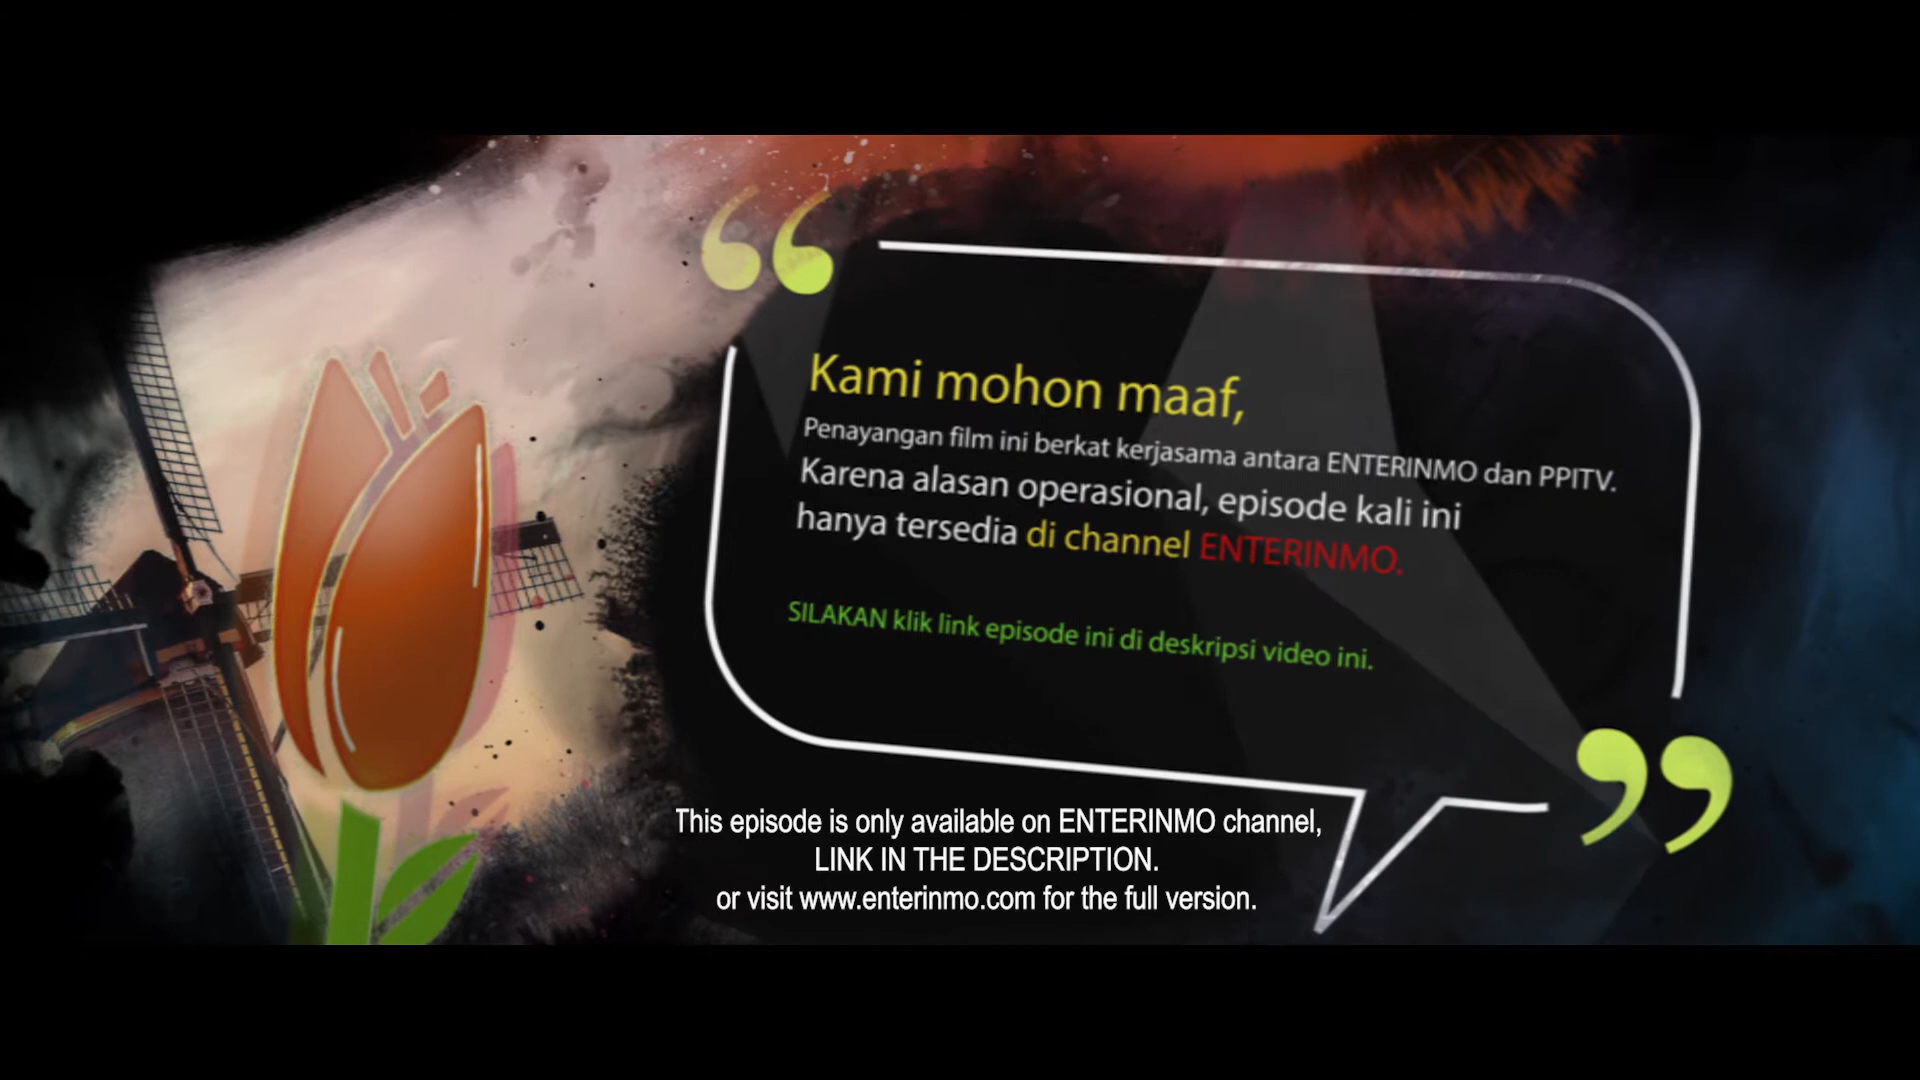 Kami mohon maaf,
Penayangan film ini berkat kerjasama antara ENTERINMO dan PPITV.
Karena alasan operasional, episode kali ini
hanya tersedia di channel ENTERINMO.
SILAKAN klik link episode ini di deskripsi video ini.
This episode is only available on ENTERINMO channel,
LINK IN THE DESCRIPTION.
or visit www.enterinmo.com for the full version.